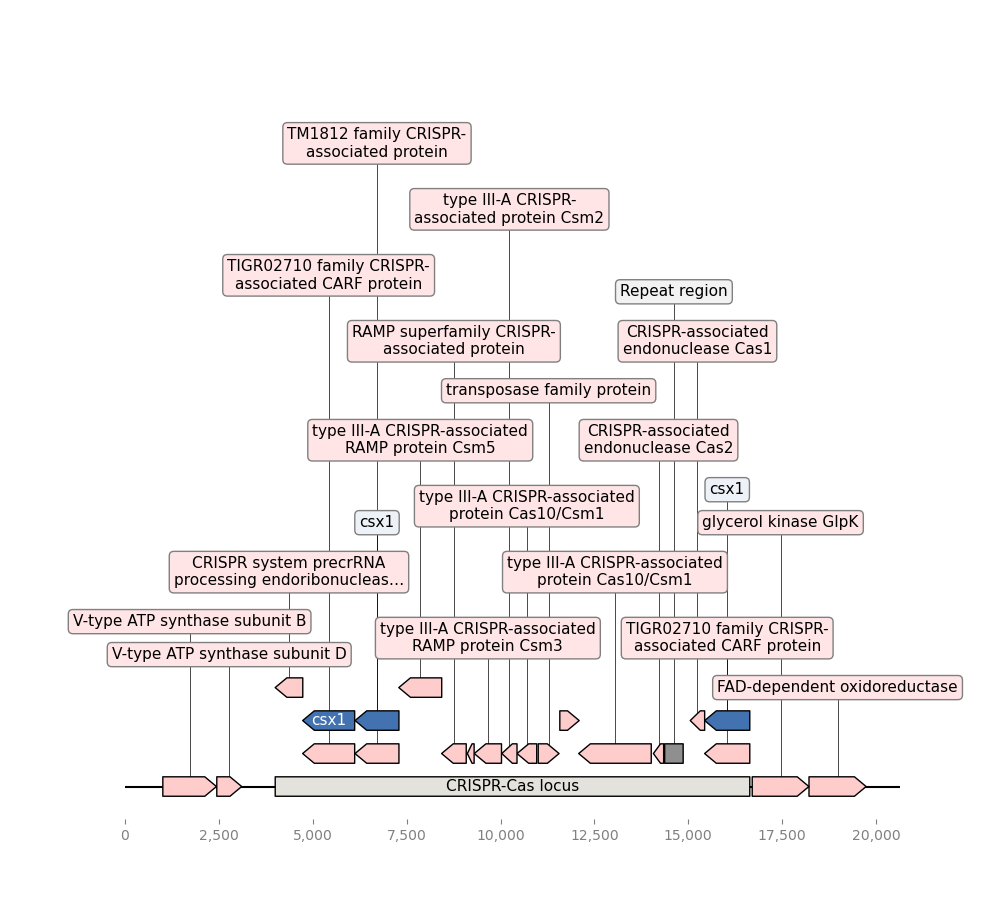 TM1812 family CRISPR-
associated protein
type III-A CRISPR-
associated protein Csm2
TIGR02710 family CRISPR-
associated CARF protein
Repeat region
RAMP superfamily CRISPR-
associated protein
CRISPR-associated
endonuclease Cas1
transposase family protein
type III-A CRISPR-associated
RAMP protein Csm5
CRISPR-associated
endonuclease Cas2
csx1
type III-A CRISPR-associated
protein Cas10/Csm1
csx1
glycerol kinase GlpK
CRISPR system precrRNA
processing endoribonucleas...
type III-A CRISPR-associated
protein Cas10/Csm1
V-type ATP synthase subunit B
type III-A CRISPR-associated
RAMP protein Csm3
TIGR02710 family CRISPR-
associated CARF protein
V-type ATP synthase subunit D
FAD-dependent oxidoreductase
csx1
CRISPR-Cas locus
0 2,500 5,000 7,500 10,000 12,500 15,000 17,500 20,000